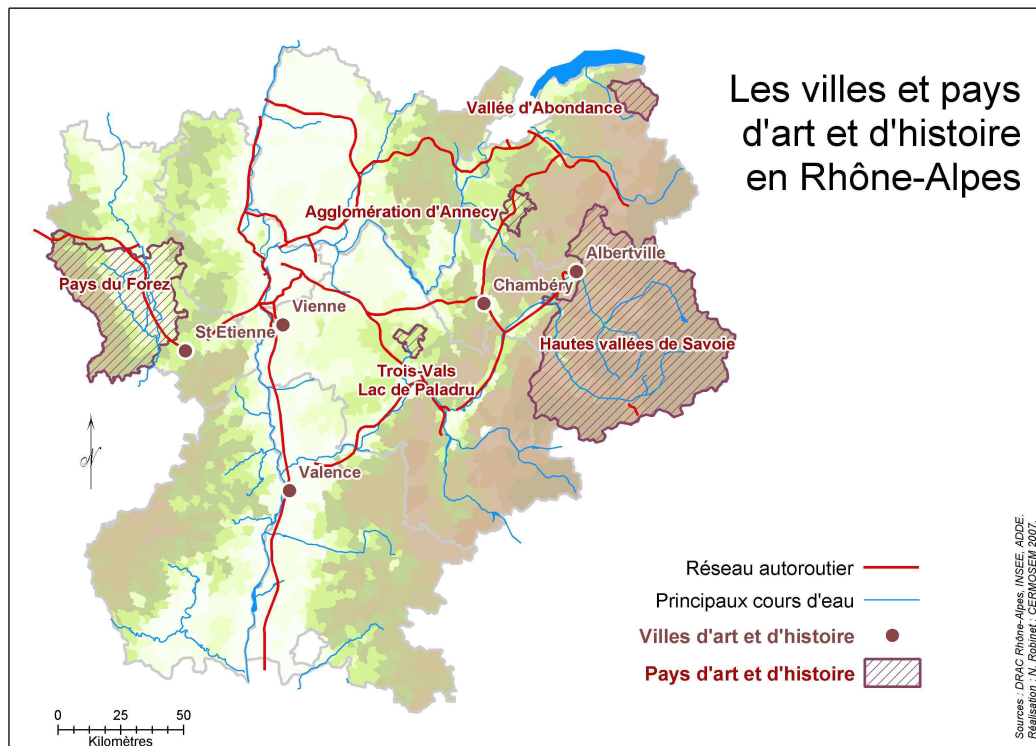 Les villes et pays
d'art et d'histoire
en Rhône-Alpes
Vallée d'Abondance
Agglomération d'Annecy
Albertville
Pays du Forez
Chambéry
Vienne
St Etienne
Hautes vallées de Savoie
Trois-Vals
Lac de Paladru
N
Valence
Réseau autoroutier
Principaux cours d'eau
Villes d'art et d'histoire
Pays d'art et d'histoire
0 25 50
Kilomètres
Sources : DRAC Rhône-Alpes, INSEE, ADDE.
Réalisation : N. Robinet ; CERMOSEM 2007.